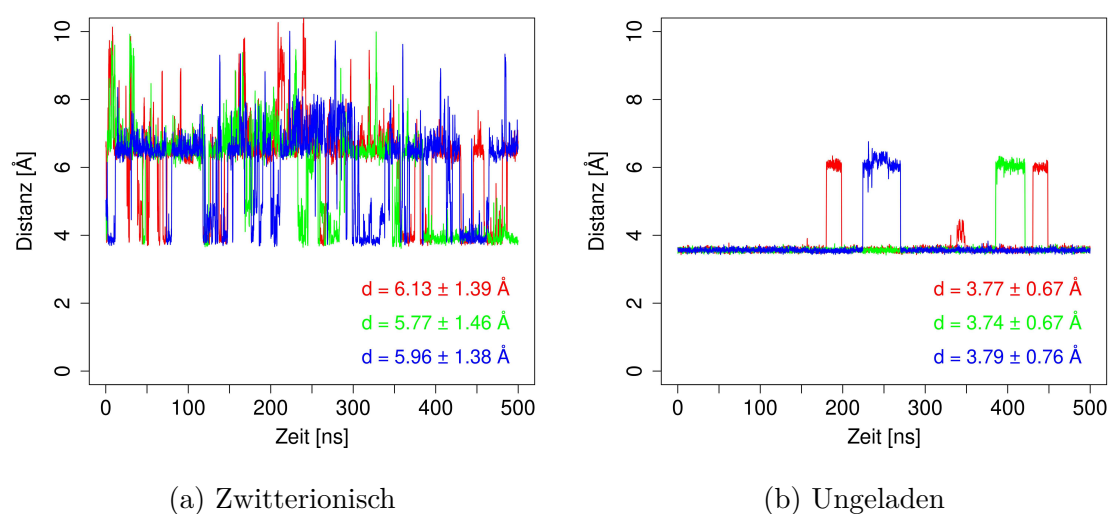 10
8
6
4
2
0
Distanz [Å]
d = 6.13 ± 1.39 Å
d = 5.77 ± 1.46 Å
d = 5.96 ± 1.38 Å
0 100 200 300 400 500
Zeit [ns]
(a) Zwitterionisch
10
8
6
4
2
0
Distanz [Å]
d = 3.77 ± 0.67 Å
d = 3.74 ± 0.67 Å
d = 3.79 ± 0.76 Å
0 100 200 300 400 500
Zeit [ns]
(b) Ungeladen